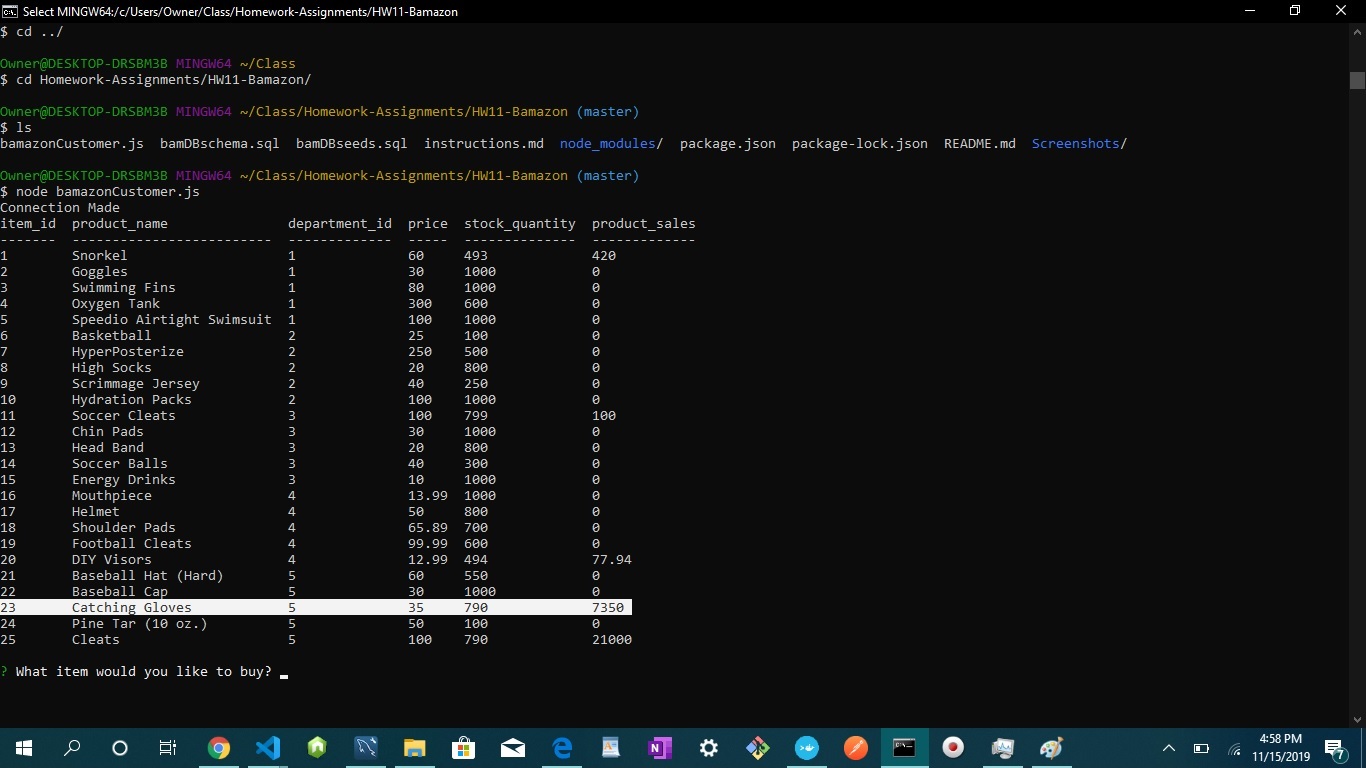 Select MINGW64:/c/Users/Owner/Class/Homework-Assignments/HW11-Bamazon
$ cd ../
Owner@DESKTOP-DRSBM3B MINGW64 ~/Class
$ cd Homework-Assignments/HW11-Bamazon/
Owner@DESKTOP-DRSBM3B MINGW64 ~/Class/Homework-Assignments/HW11-Bamazon (master)
$ ls
bamazonCustomer.js  bamDBschema.sql  bamDBseeds.sql  instructions.md  node_modules/  package.json  package-lock.json  README.md  Screenshots/
Owner@DESKTOP-DRSBM3B MINGW64 ~/Class/Homework-Assignments/HW11-Bamazon (master)
$ node bamazonCustomer.js
Connection Made
item_id  product_name               department_id  price  stock_quantity  product_sales
-------  -------------------------  -------------  -----  --------------  -------------
1        Snorkel                    1              60     493             420
2        Goggles                    1              30     1000            0
3        Swimming Fins              1              80     1000            0
4        Oxygen Tank                1              300    600             0
5        Speedio Airtight Swimsuit  1              100    1000            0
6        Basketball                 2              25     100             0
7        HyperPosterize             2              250    500             0
8        High Socks                 2              20     800             0
9        Scrimmage Jersey           2              40     250             0
10       Hydration Packs            2              100    1000            0
11       Soccer Cleats              3              100    799             100
12       Chin Pads                  3              30     1000            0
13       Head Band                  3              20     800             0
14       Soccer Balls               3              40     300             0
15       Energy Drinks              3              10     1000            0
16       Mouthpiece                 4              13.99  1000            0
17       Helmet                     4              50     800             0
18       Shoulder Pads              4              65.89  700             0
19       Football Cleats            4              99.99  600             0
20       DIY Visors                 4              12.99  494             77.94
21       Baseball Hat (Hard)        5              60     550             0
22       Baseball Cap               5              30     1000            0
23       Catching Gloves            5              35     790             7350
24       Pine Tar (10 oz.)          5              50     100             0
25       Cleats                     5              100    790             21000
? What item would you like to buy?
4:58 PM
11/15/2019
7